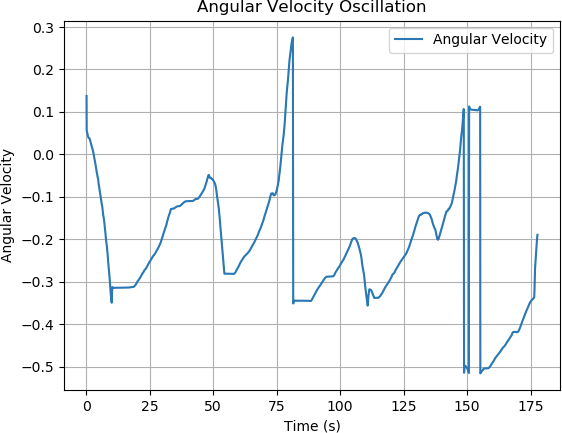 Angular Velocity Oscillation
Angular Velocity
0.3
0.2
0.1
0.0
−0.1
−0.2
−0.3
−0.4
−0.5
Angular Velocity
0 25 50 75 100 125 150 175
Time (s)